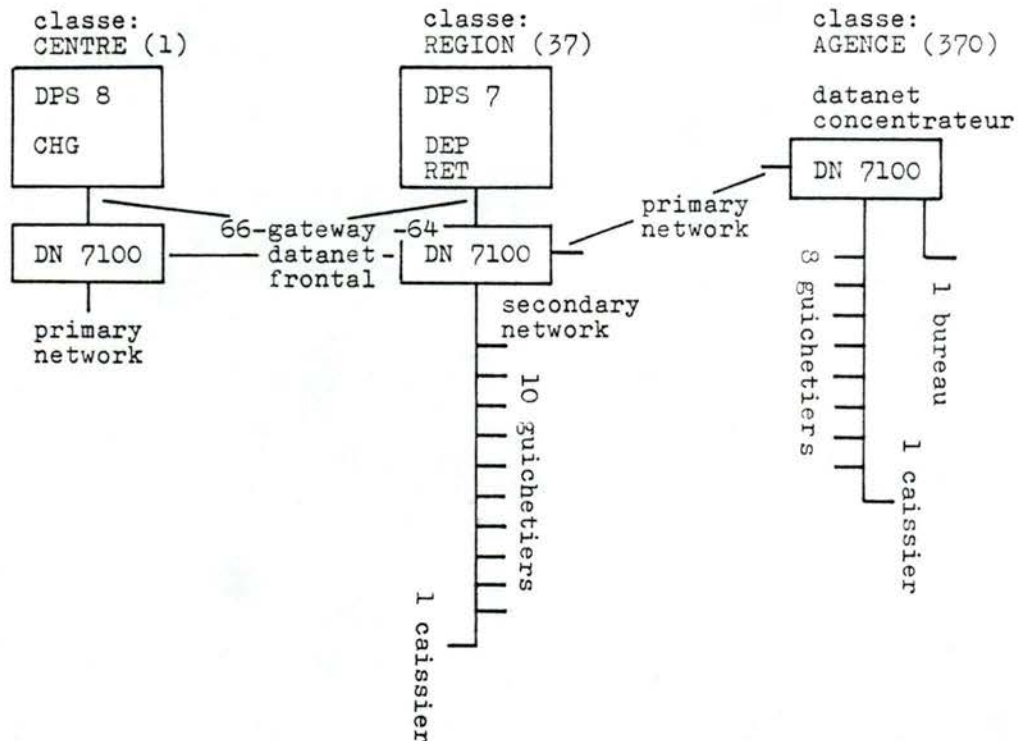 classe:
CENTRE (1)
DPS 8
CHG
DN 7100
primary
network
66-gateway -64
datanet
frontal
classe:
REGION (37)
DPS 7
DEP
RET
DN 7100
secondary
network
10 guichetiers
1 caissier
primary
network
classe:
AGENCE (370)
datanet
concentrateur
DN 7100
8 guichetiers
1 bureau
1 caissier